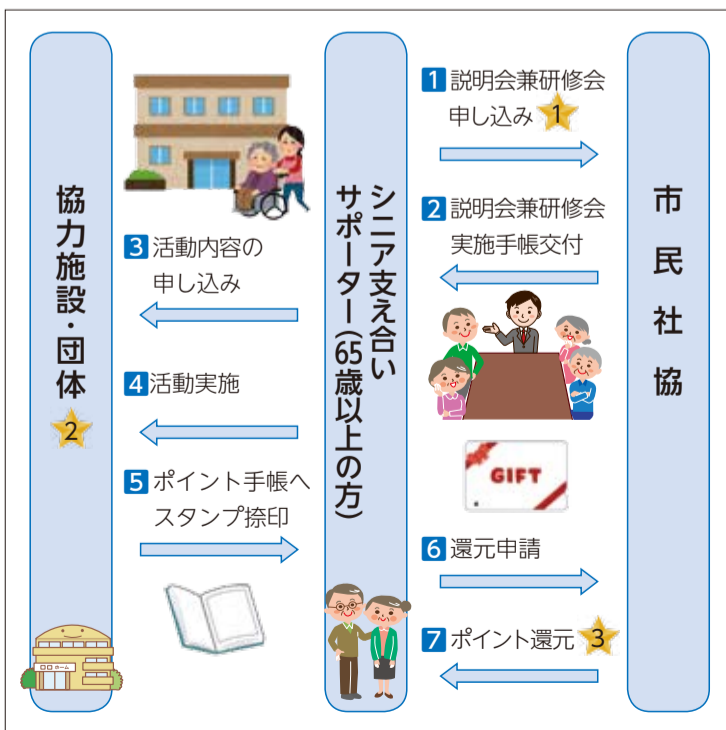 協力施設・団体
2
シニア支え合い
サポーター(65歳以上の方)
市民社協
1 説明会兼研修会
申し込み 1
2 説明会兼研修会
実施手帳交付
3 活動内容の
申し込み
4 活動実施
5 ポイント手帳へ
スタンプ捺印
GIFT
6 還元申請
7 ポイント還元 3